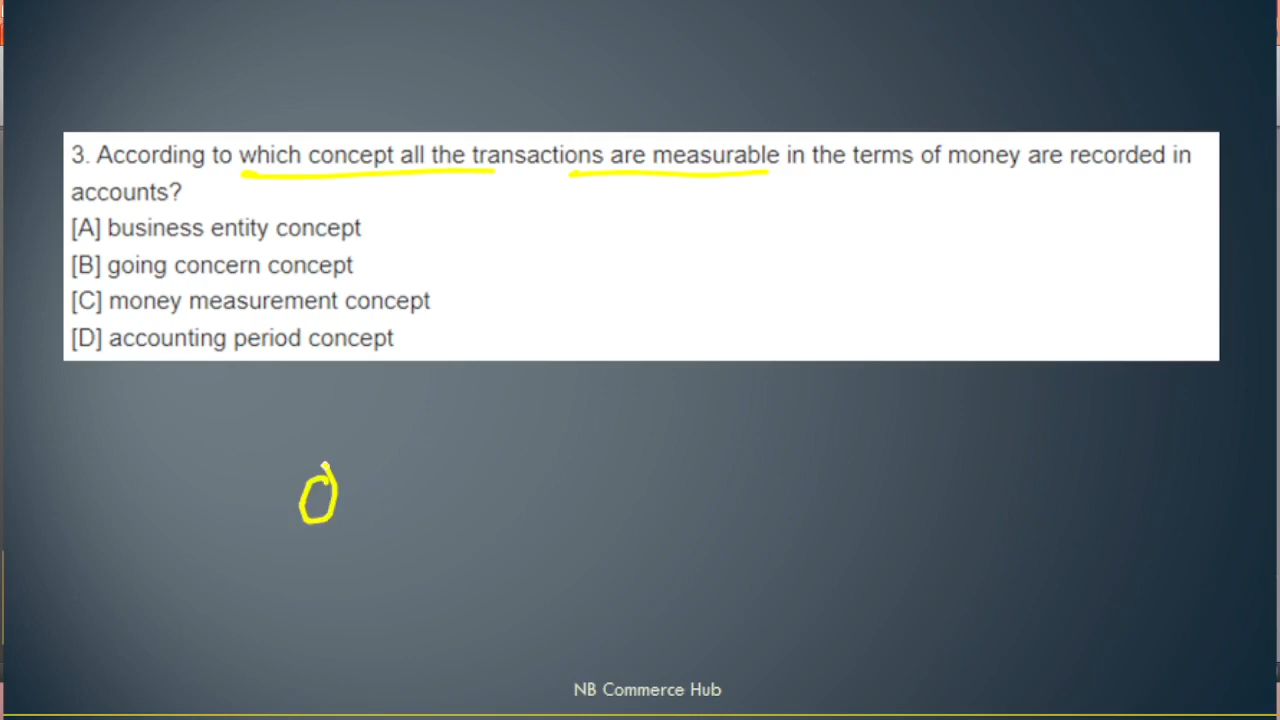 3. According to which concept all the transactions are measurable in the terms of money are recorded in
accounts?
[A] business entity concept
[B] going concern concept
[C] money measurement concept
[D] accounting period concept
NB Commerce Hub